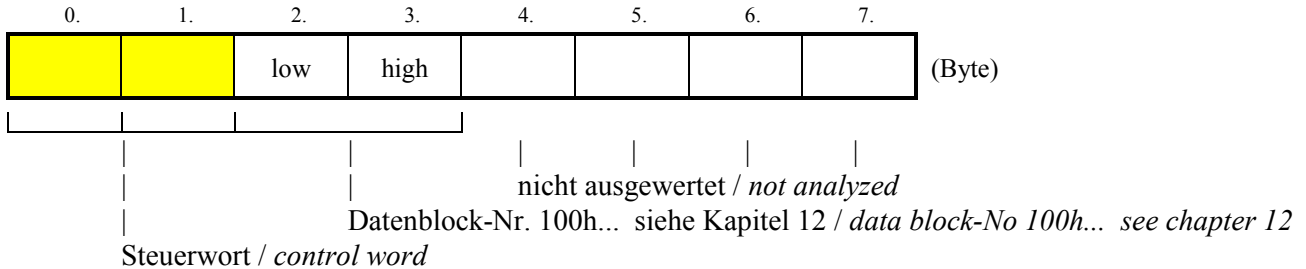 0. 1. 2. 3. 4. 5. 6. 7.
low high (Byte)
nicht ausgewertet / not analyzed
Datenblock-Nr. 100h... siehe Kapitel 12 / data block-No 100h... see chapter 12
Steuerwort / control word